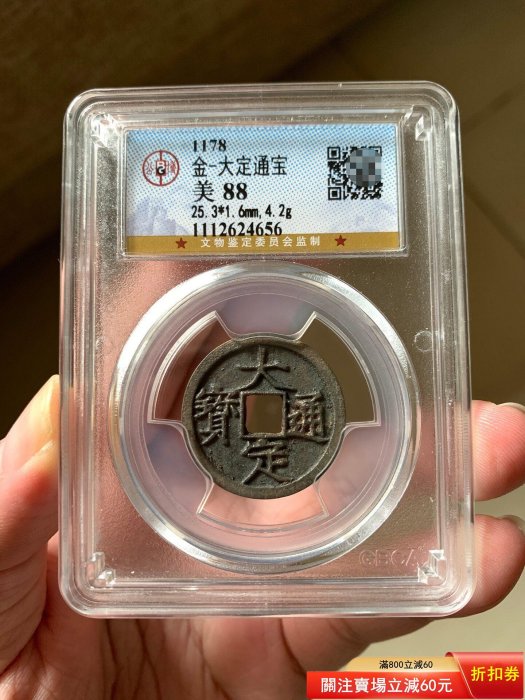 1178
金-大定通宝
美 88
25.3*1.6mm,4.2g
1112624656
★ 文物鉴定委员会监制 ★
大定通寳
GBCA
滿800立減60
關注賣場立減60元
折扣券